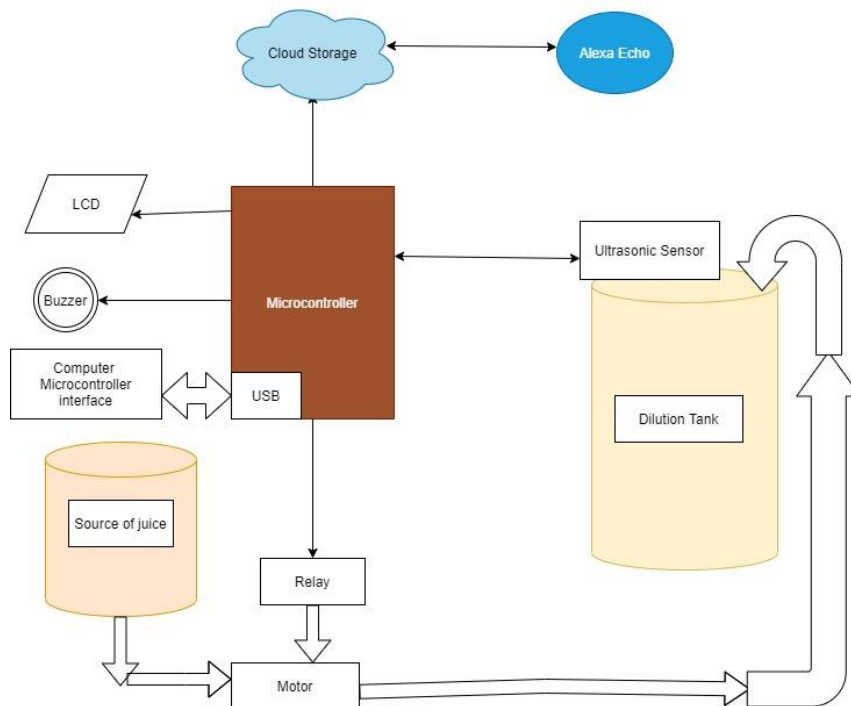 Cloud Storage
Alexa Echo
LCD
Ultrasonic Sensor
Buzzer
Microcontroller
Computer
Microcontroller
interface
USB
Dilution Tank
Source of juice
Relay
Motor